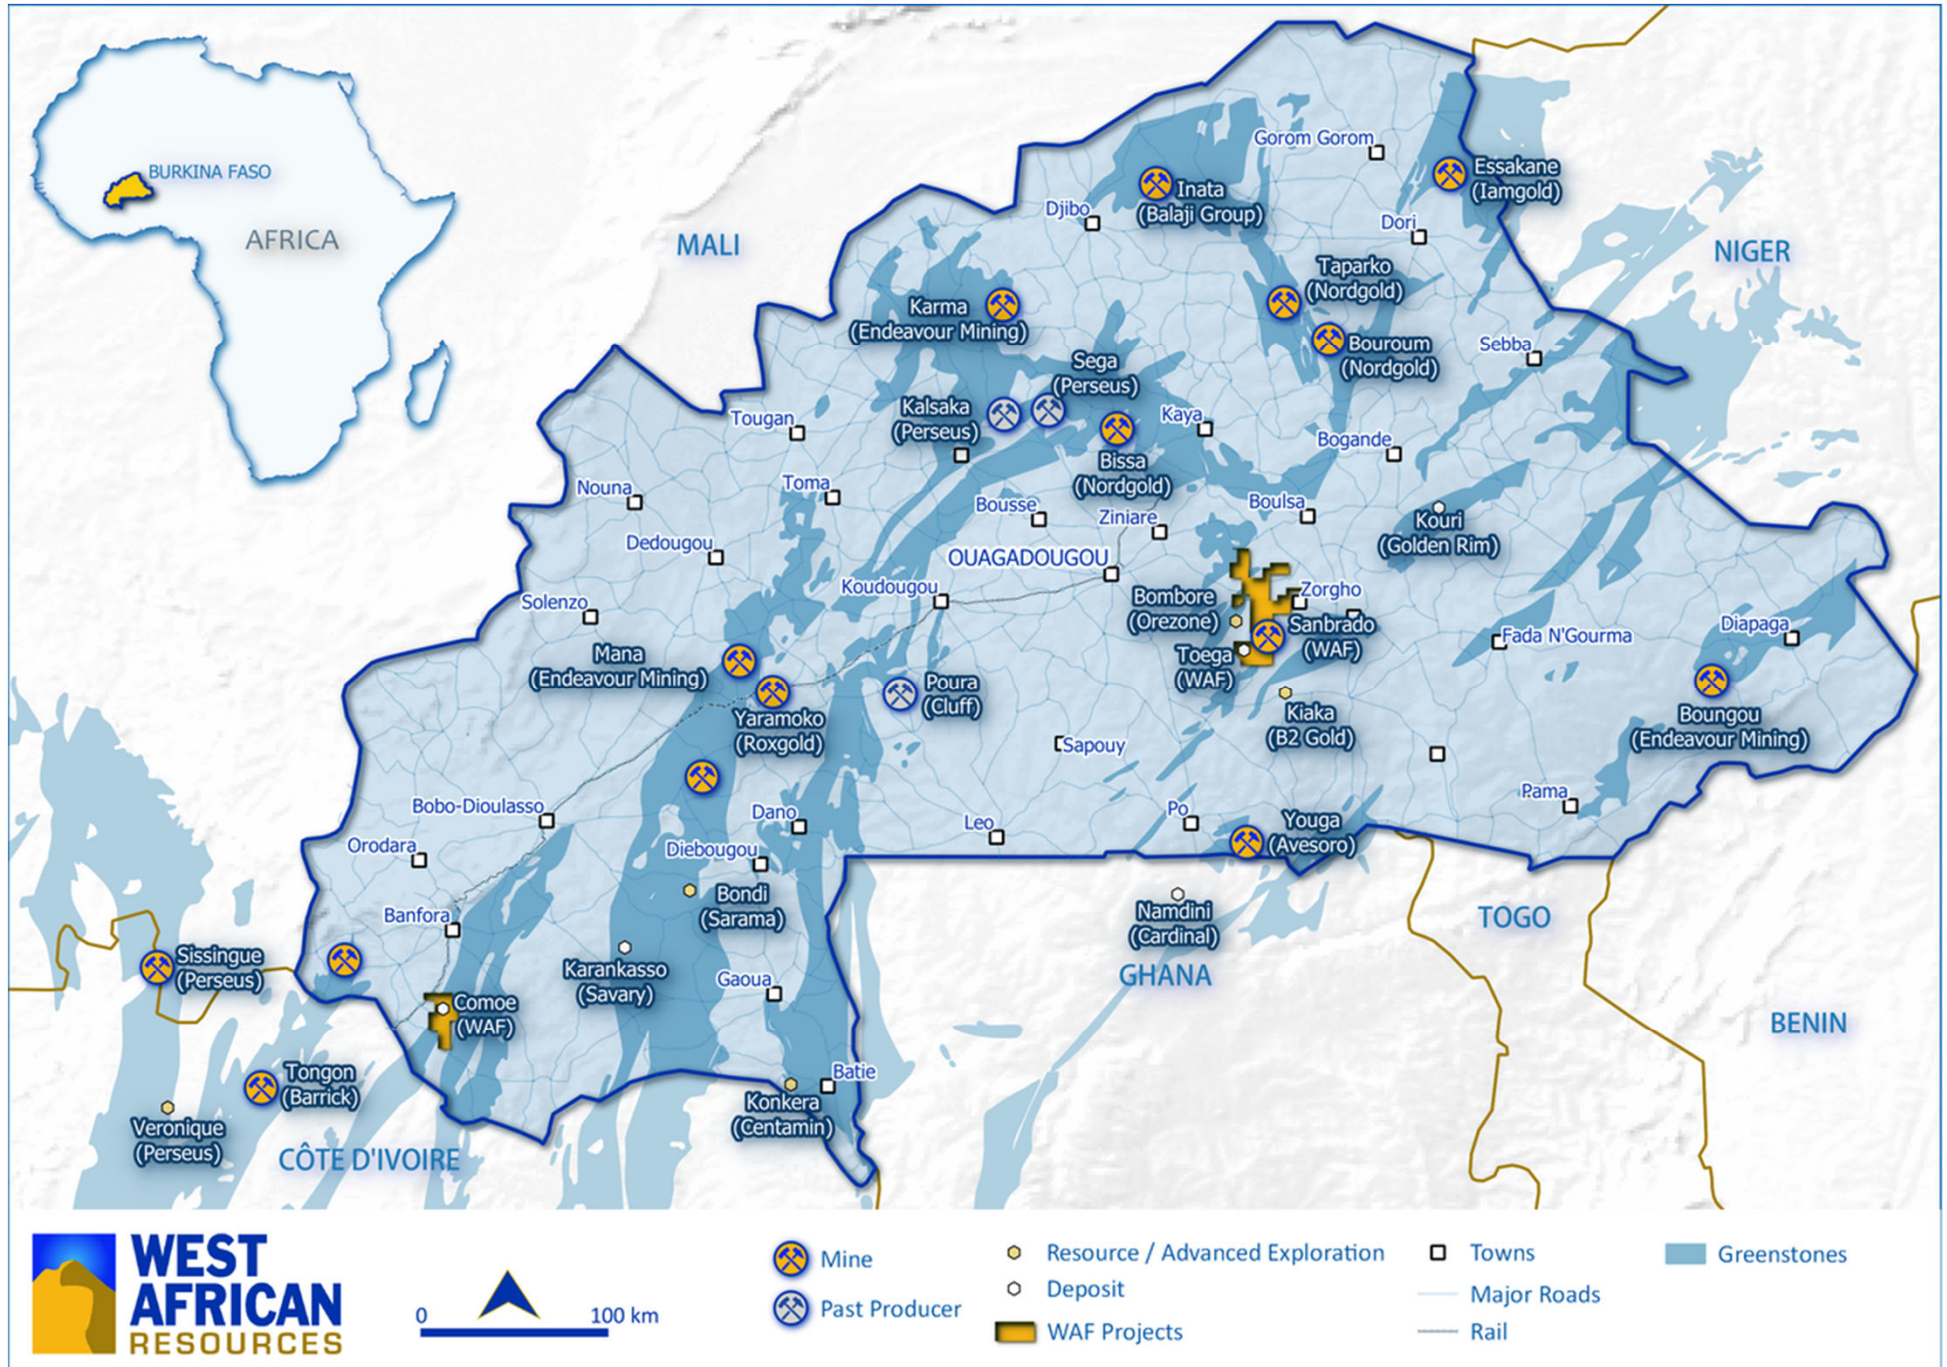 BURKINA FASO
AFRICA
MALI
NIGER
Gorom Gorom
Essakane
(Iamgold)
Inata
(Balaji Group)
Djibo
Dori
Taparko
(Nordgold)
Karma
(Endeavour Mining)
Bouroum
(Nordgold)
Sebba
Sega
(Perseus)
Kalsaka
(Perseus)
Tougan
Kaya
Bogande
Bissa
(Nordgold)
Nouna
Toma
Bousse
Ziniare
Boulsa
Kouri
(Golden Rim)
Dedougou
OUAGADOUGOU
Koudougou
Solenzo
Bombore
(Orezone)
Zorgho
Sanbrado
(WAF)
Toega
(WAF)
Fada N'Gourma
Diapaga
Mana
(Endeavour Mining)
Yaramoko
(Roxgold)
Poura
(Cluff)
Kiaka
(B2 Gold)
Boungou
(Endeavour Mining)
Sapouy
Pama
Bobo-Dioulasso
Dano
Leo
Po
Youga
(Avesoro)
Orodara
Diebougou
Bondi
(Sarama)
Banfora
Namdini
(Cardinal)
TOGO
GHANA
BENIN
Sissingue
(Perseus)
Karankasso
(Savary)
Gaoua
Comoe
(WAF)
Tongon
(Barrick)
Batie
Konkera
(Centamin)
Veronique
(Perseus)
CÔTE D'IVOIRE
WEST
AFRICAN
RESOURCES
0 100 km
Mine
Past Producer
Resource / Advanced Exploration
Deposit
WAF Projects
Towns
Major Roads
Rail
Greenstones